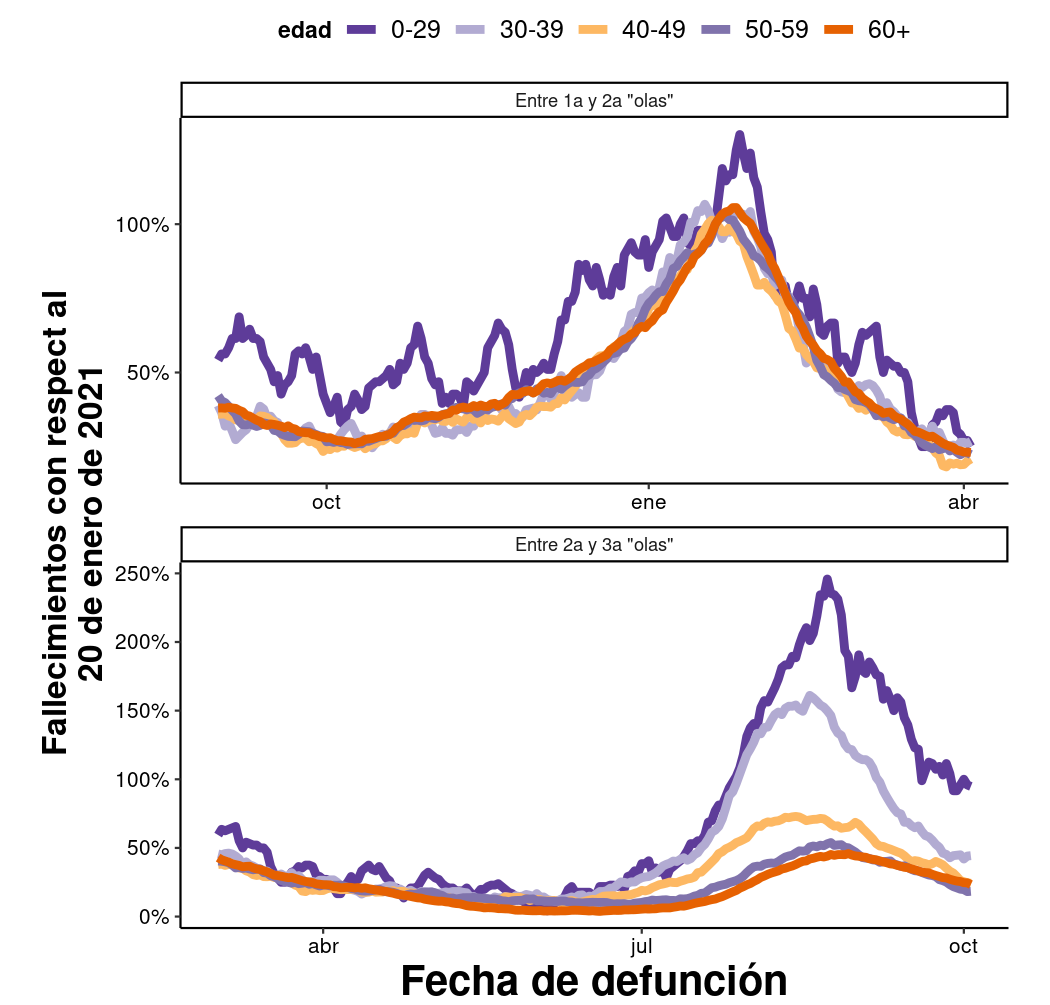 edad 0-29 30-39 40-49 50-59 60+
Entre 1a y 2a "olas"
100%
50%
oct ene abr
Entre 2a y 3a "olas"
250%
200%
150%
100%
50%
0%
abr jul oct
Fecha de defunción
Fallecimientos con respect al
20 de enero de 2021